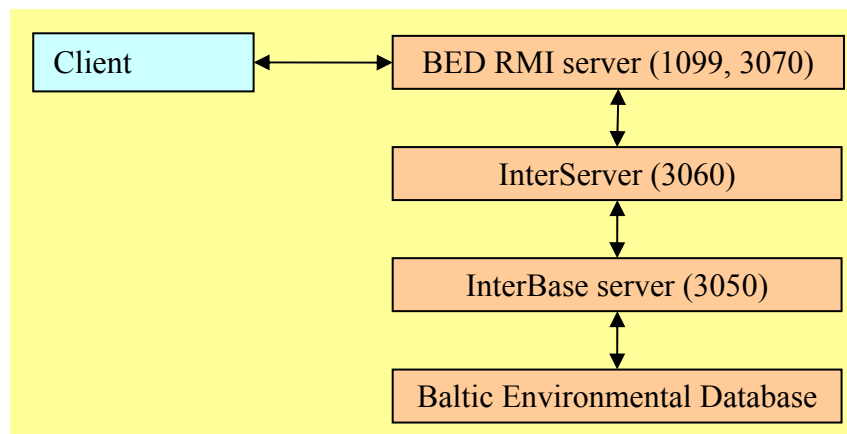 Client
BED RMI server (1099, 3070)
InterServer (3060)
InterBase server (3050)
Baltic Environmental Database